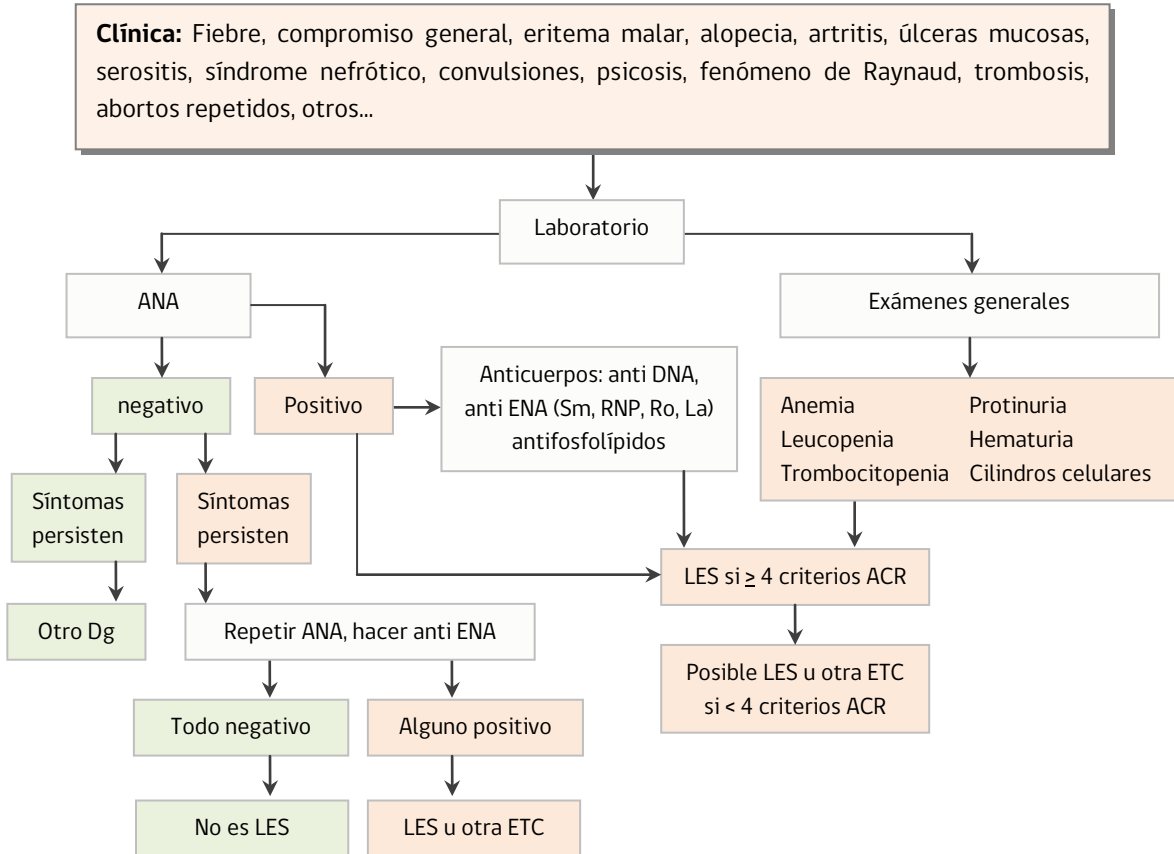 Clínica: Fiebre, compromiso general, eritema malar, alopecia, artritis, úlceras mucosas,
serositis, síndrome nefrótico, convulsiones, psicosis, fenómeno de Raynaud, trombosis,
abortos repetidos, otros...
Laboratorio
ANA
Exámenes generales
negativo
Positivo
Anticuerpos: anti DNA,
anti ENA (Sm, RNP, Ro, La)
antifosfolípidos
Anemia
Leucopenia
Trombocitopenia
Protinuria
Hematuria
Cilindros celulares
Síntomas
persisten
Síntomas
persisten
LES si ≥ 4 criterios ACR
Otro Dg
Repetir ANA, hacer anti ENA
Posible LES u otra ETC
si < 4 criterios ACR
Todo negativo
Alguno positivo
No es LES
LES u otra ETC